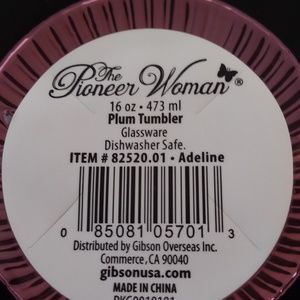 The
Pioneer Woman®
16 oz • 473 ml
Plum Tumbler
Glassware
Dishwasher Safe.
ITEM # 82520.01 • Adeline
0 85081 05701 3
Distributed by Gibson Overseas Inc.
Commerce, CA 90040
gibsonusa.com
MADE IN CHINA